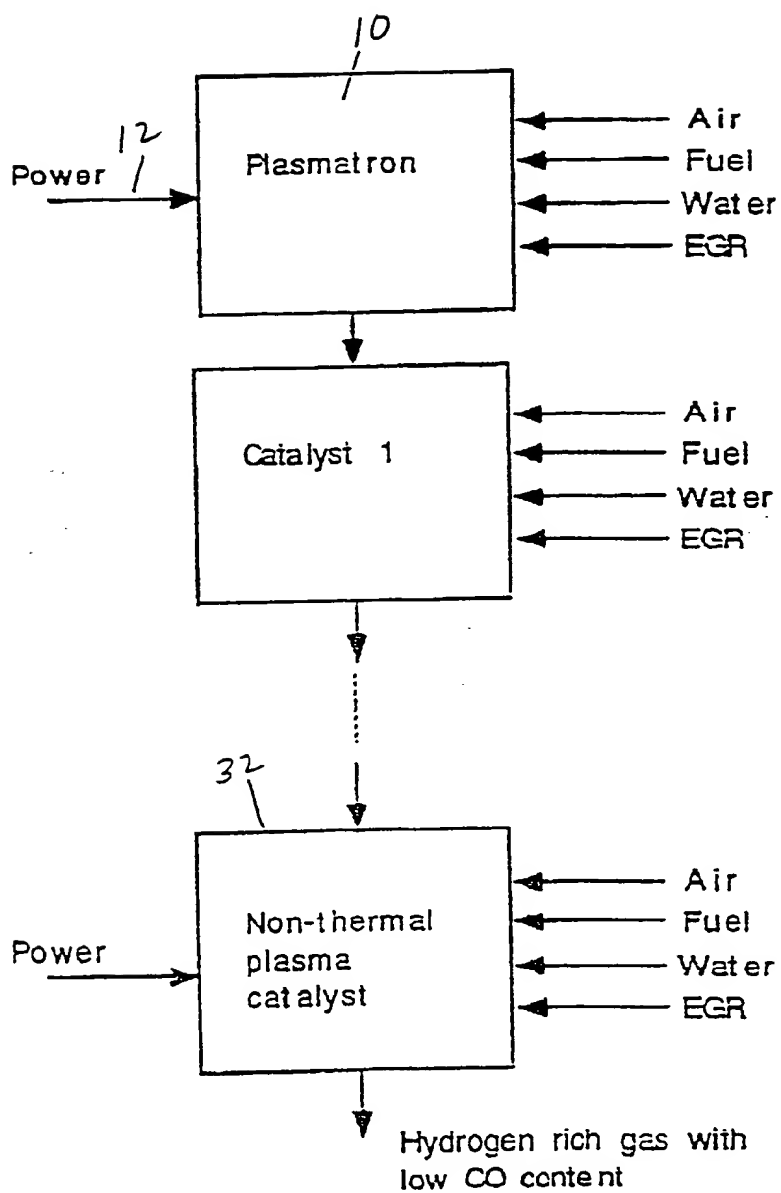 10
12
Power
Plasmatron
Air
Fuel
Water
EGR
Catalyst 1
Air
Fuel
Water
EGR
32
Power
Non-thermal
plasma
catalyst
Air
Fuel
Water
EGR
Hydrogen rich gas with
low CO content